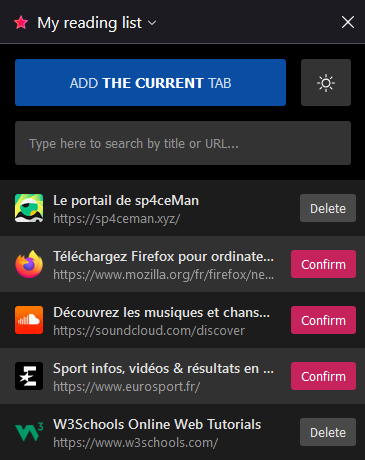 My reading list
ADD THE CURRENT TAB
Type here to search by title or URL...
Le portail de sp4ceMan
https://sp4ceman.xyz/
Delete
Téléchargez Firefox pour ordinate...
https://www.mozilla.org/fr/firefox/ne...
Confirm
Découvrez les musiques et chans...
https://soundcloud.com/discover
Confirm
Sport infos, vidéos & résultats en ...
https://www.eurosport.fr/
Confirm
W3Schools Online Web Tutorials
https://www.w3schools.com/
Delete